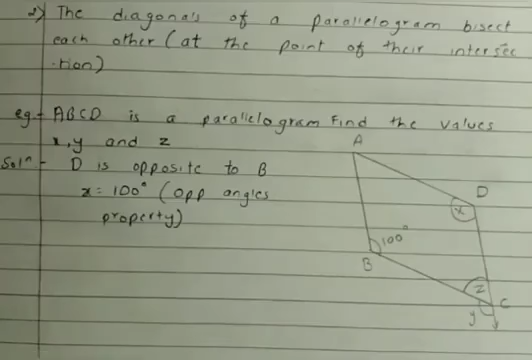 2) The diagonals of a parallelogram bisect
each other (at the point of their intersec
-tion)
eg - ABCD is a parallelogram Find the values
x, y and z
Soln - D is opposite to B
x = 100° (opp angles
property)
A
D
x
100°
B
z
C
y